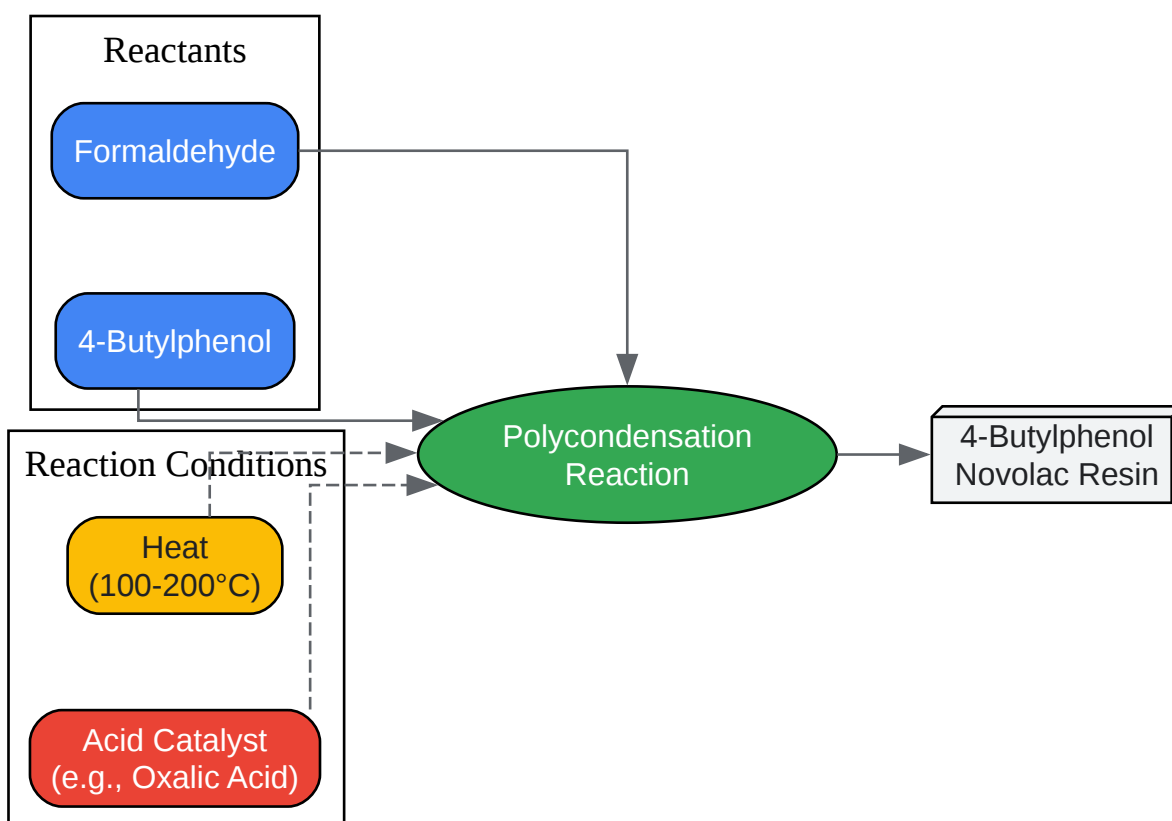 Reactants
Formaldehyde
4-Butylphenol
Reaction Conditions
Heat
(100-200°C)
Acid Catalyst
(e.g., Oxalic Acid)
Polycondensation
Reaction
4-Butylphenol
Novolac Resin